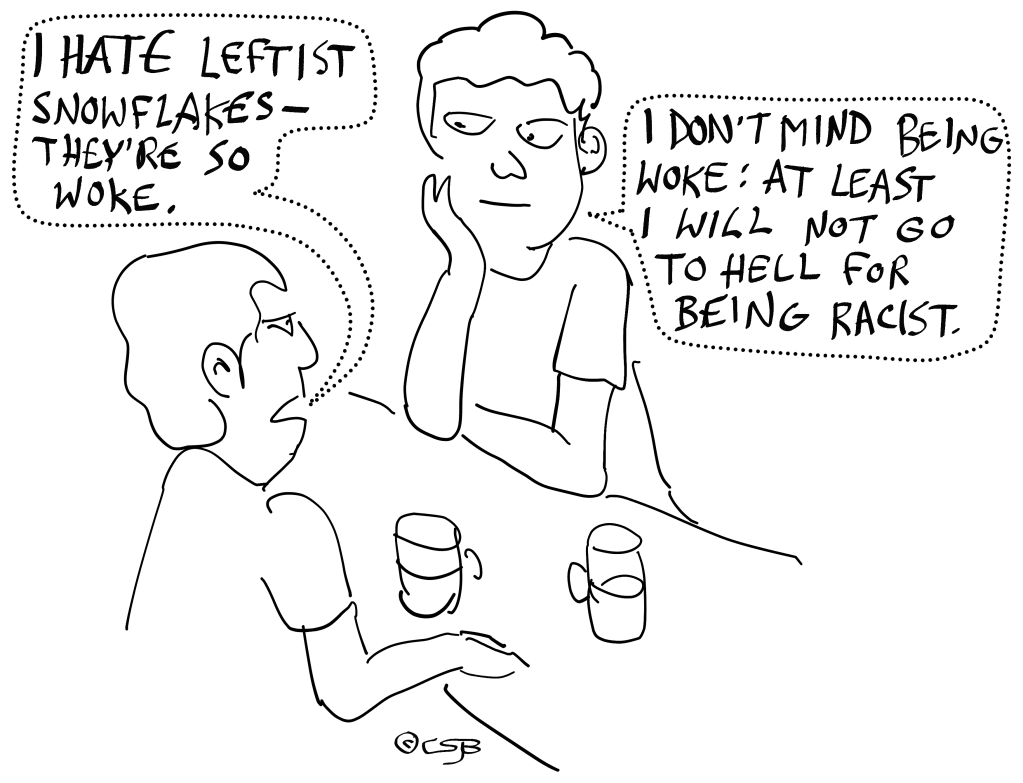 I HATE LEFTIST
SNOWFLAKES—
THEY'RE SO
WOKE.
I DON'T MIND BEING
WOKE: AT LEAST
I WILL NOT GO
TO HELL FOR
BEING RACIST.
©CSB